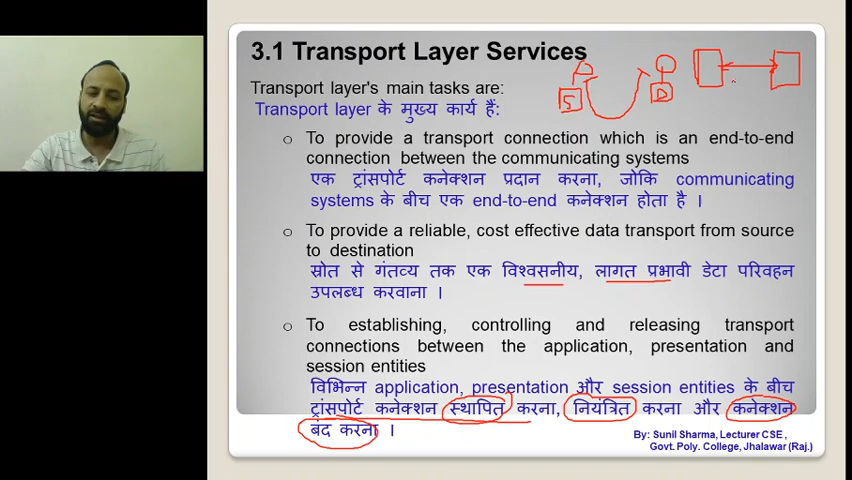 3.1 Transport Layer Services
Transport layer's main tasks are:
Transport layer के मुख्य कार्य हैं:
o To provide a transport connection which is an end-to-end
connection between the communicating systems
एक ट्रांसपोर्ट कनेक्शन प्रदान करना, जोकि communicating
systems के बीच एक end-to-end कनेक्शन होता है ।
o To provide a reliable, cost effective data transport from source
to destination
स्रोत से गंतव्य तक एक विश्वसनीय, लागत प्रभावी डेटा परिवहन
उपलब्ध करवाना ।
o To establishing, controlling and releasing transport
connections between the application, presentation and
session entities
विभिन्न application, presentation और session entities के बीच
ट्रांसपोर्ट कनेक्शन स्थापित करना, नियंत्रित करना और कनेक्शन
बंद करना ।
By: Sunil Sharma, Lecturer CSE ,
Govt. Poly. College, Jhalawar (Raj.)
S
D